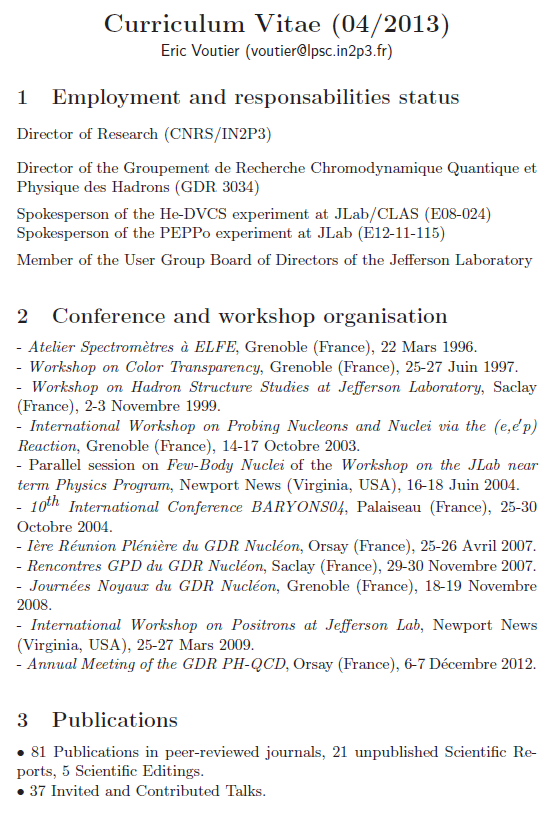 Curriculum Vitae (04/2013)
Eric Voutier (voutier@lpsc.in2p3.fr)
1 Employment and responsabilities status
Director of Research (CNRS/IN2P3)
Director of the Groupement de Recherche Chromodynamique Quantique et
Physique des Hadrons (GDR 3034)
Spokesperson of the He-DVCS experiment at JLab/CLAS (E08-024)
Spokesperson of the PEPPo experiment at JLab (E12-11-115)
Member of the User Group Board of Directors of the Jefferson Laboratory
2 Conference and workshop organisation
- Atelier Spectromètres à ELFE, Grenoble (France), 22 Mars 1996.
- Workshop on Color Transparency, Grenoble (France), 25-27 Juin 1997.
- Workshop on Hadron Structure Studies at Jefferson Laboratory, Saclay
(France), 2-3 Novembre 1999.
- International Workshop on Probing Nucleons and Nuclei via the (e,e′p)
Reaction, Grenoble (France), 14-17 Octobre 2003.
- Parallel session on Few-Body Nuclei of the Workshop on the JLab near
term Physics Program, Newport News (Virginia, USA), 16-18 Juin 2004.
- 10th International Conference BARYONS04, Palaiseau (France), 25-30
Octobre 2004.
- Ière Réunion Plénière du GDR Nucléon, Orsay (France), 25-26 Avril 2007.
- Rencontres GPD du GDR Nucléon, Saclay (France), 29-30 Novembre 2007.
- Journées Noyaux du GDR Nucléon, Grenoble (France), 18-19 Novembre
2008.
- International Workshop on Positrons at Jefferson Lab, Newport News
(Virginia, USA), 25-27 Mars 2009.
- Annual Meeting of the GDR PH-QCD, Orsay (France), 6-7 Décembre 2012.
3 Publications
• 81 Publications in peer-reviewed journals, 21 unpublished Scientific Re-
ports, 5 Scientific Editings.
• 37 Invited and Contributed Talks.